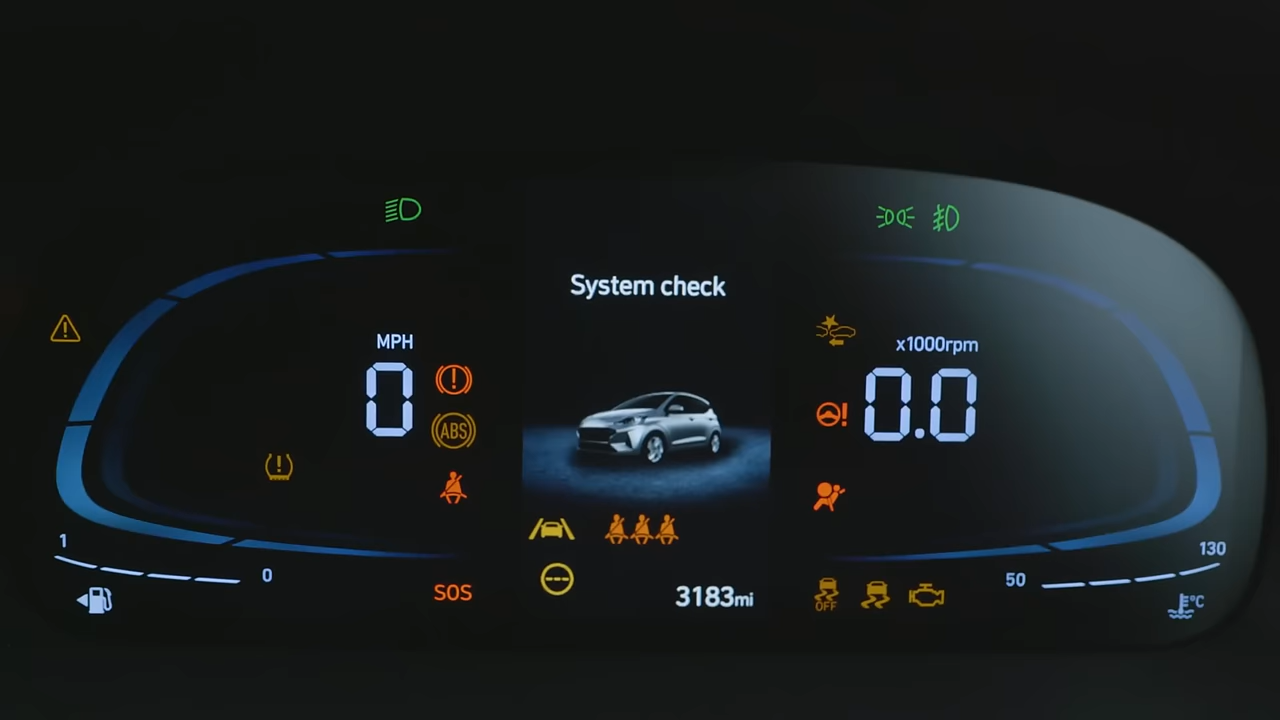 System check
MPH
0
ABS
x1000rpm
0.0
1
0
SOS
3183mi
OFF
50
130
°C